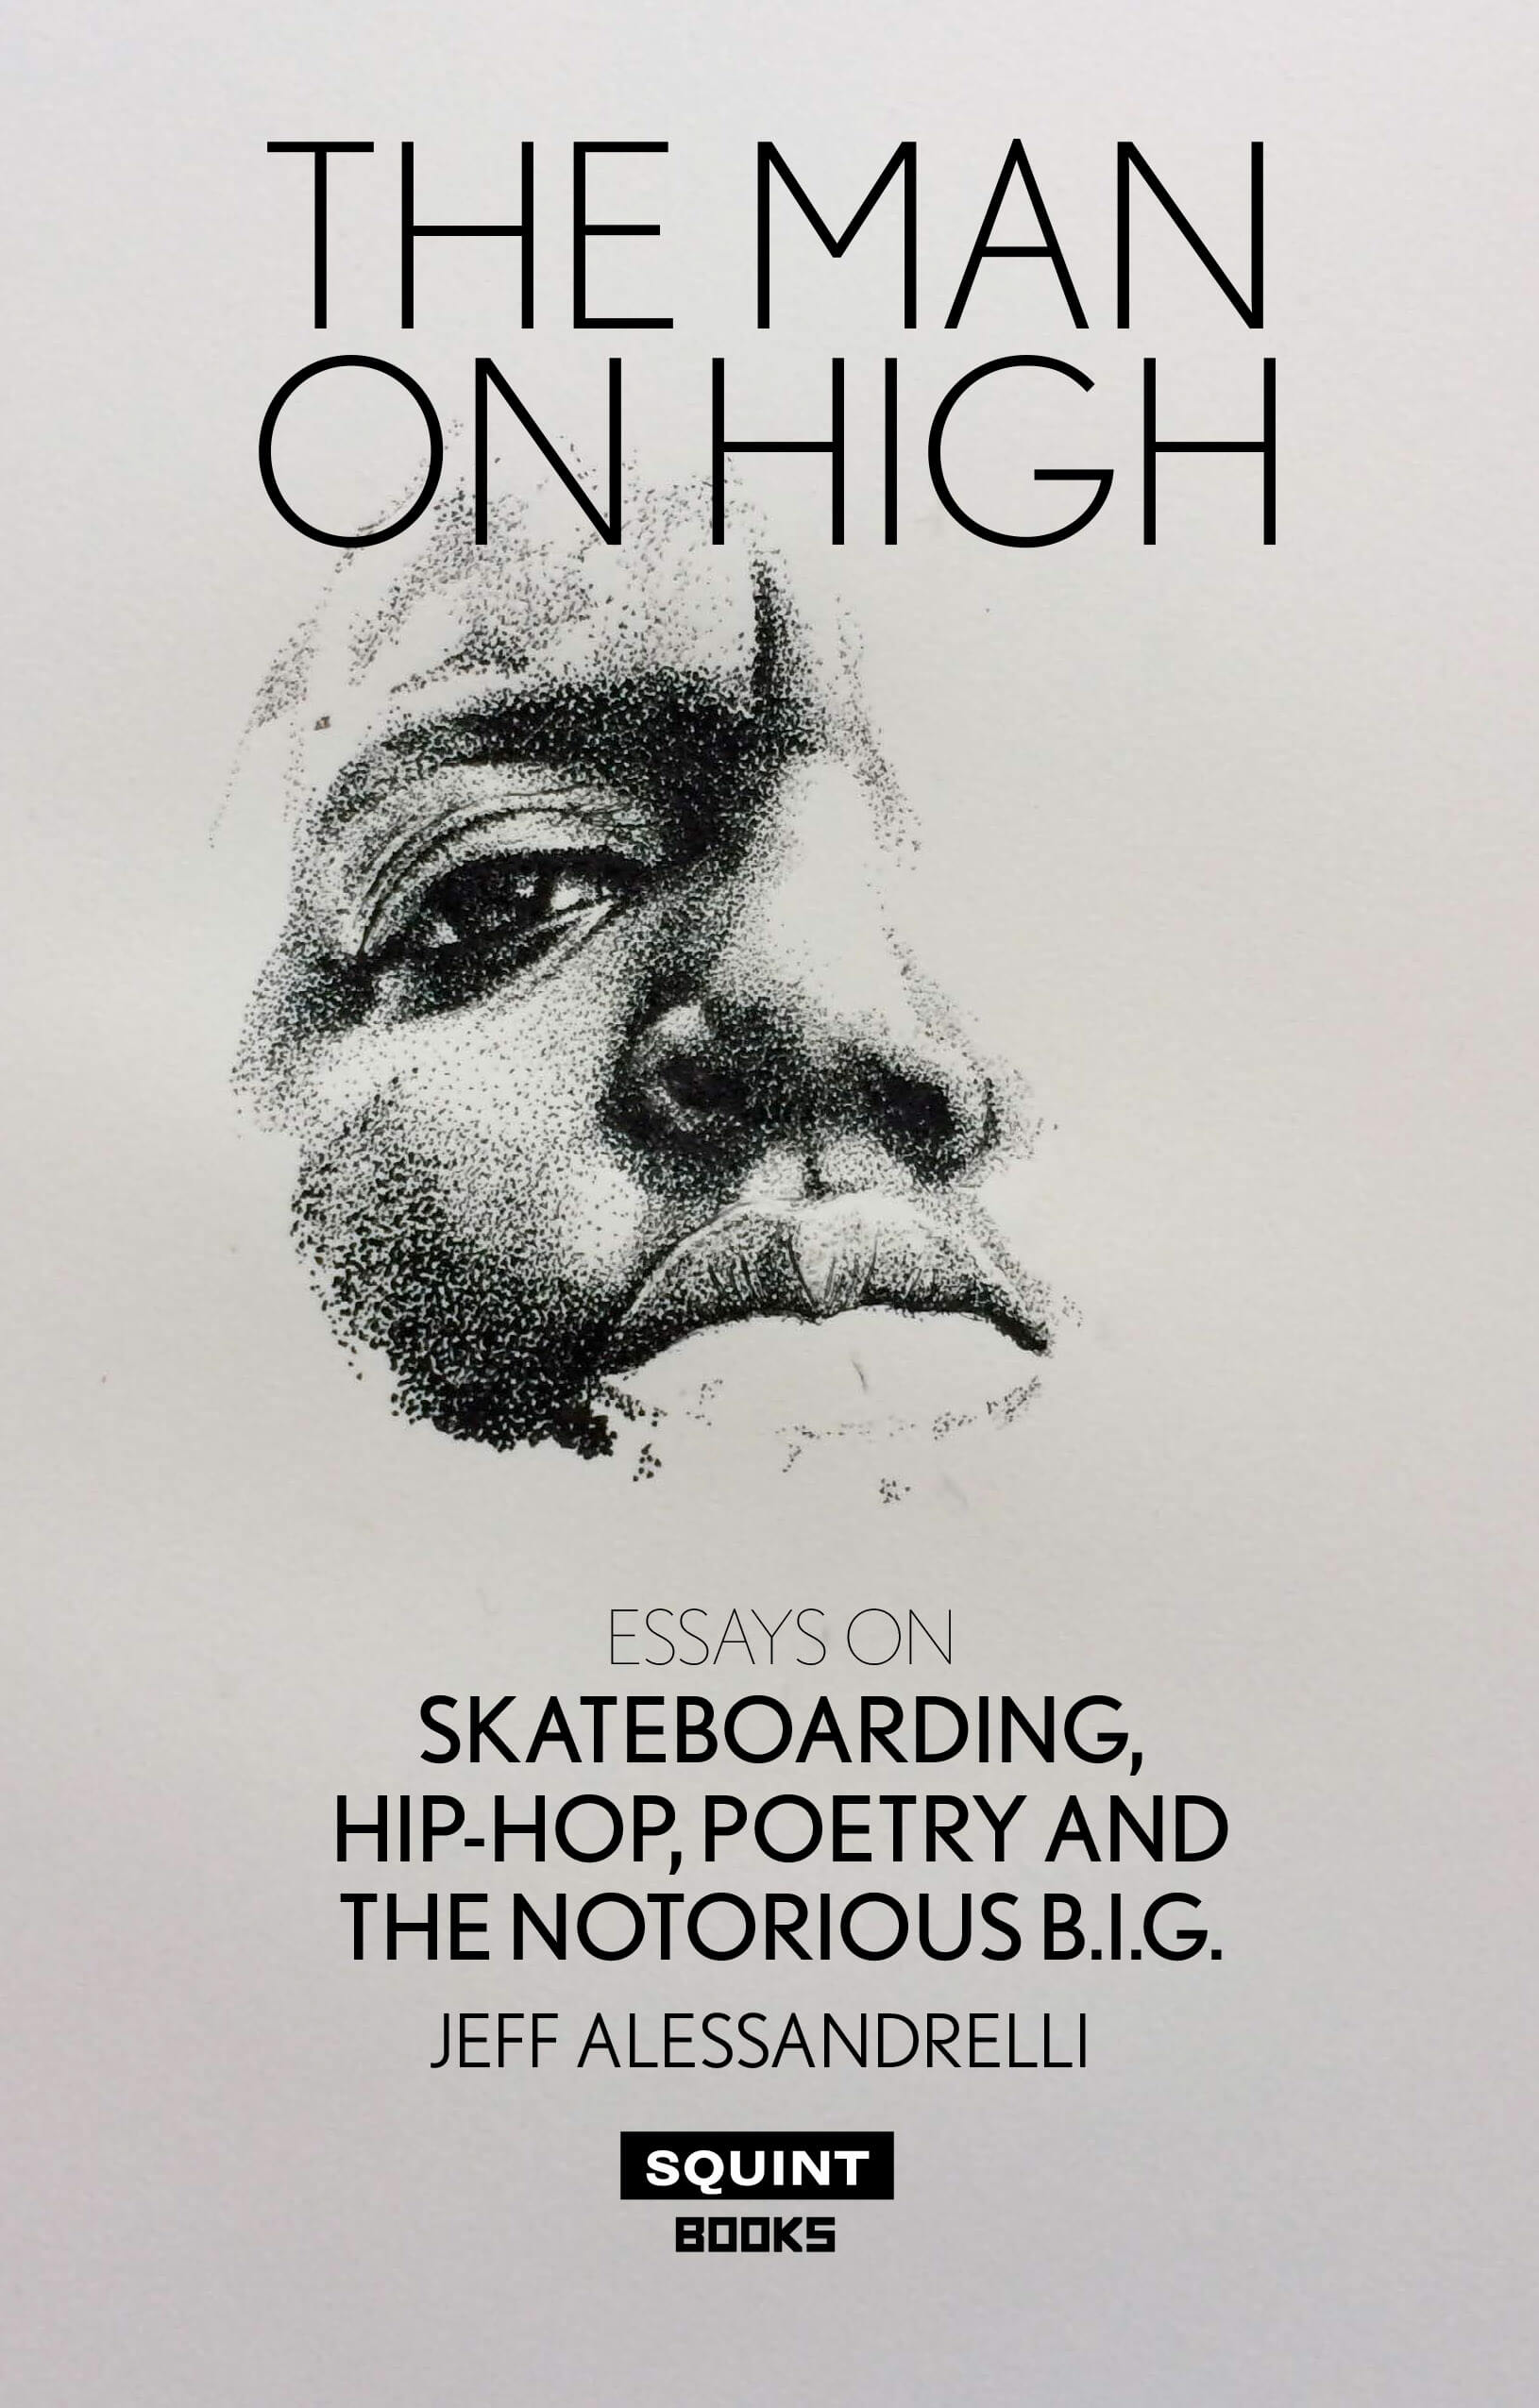 THE MAN
ON HIGH
ESSAYS ON
SKATEBOARDING,
HIP-HOP, POETRY AND
THE NOTORIOUS B.I.G.
JEFF ALESSANDRELLI
SQUINT
BOOKS